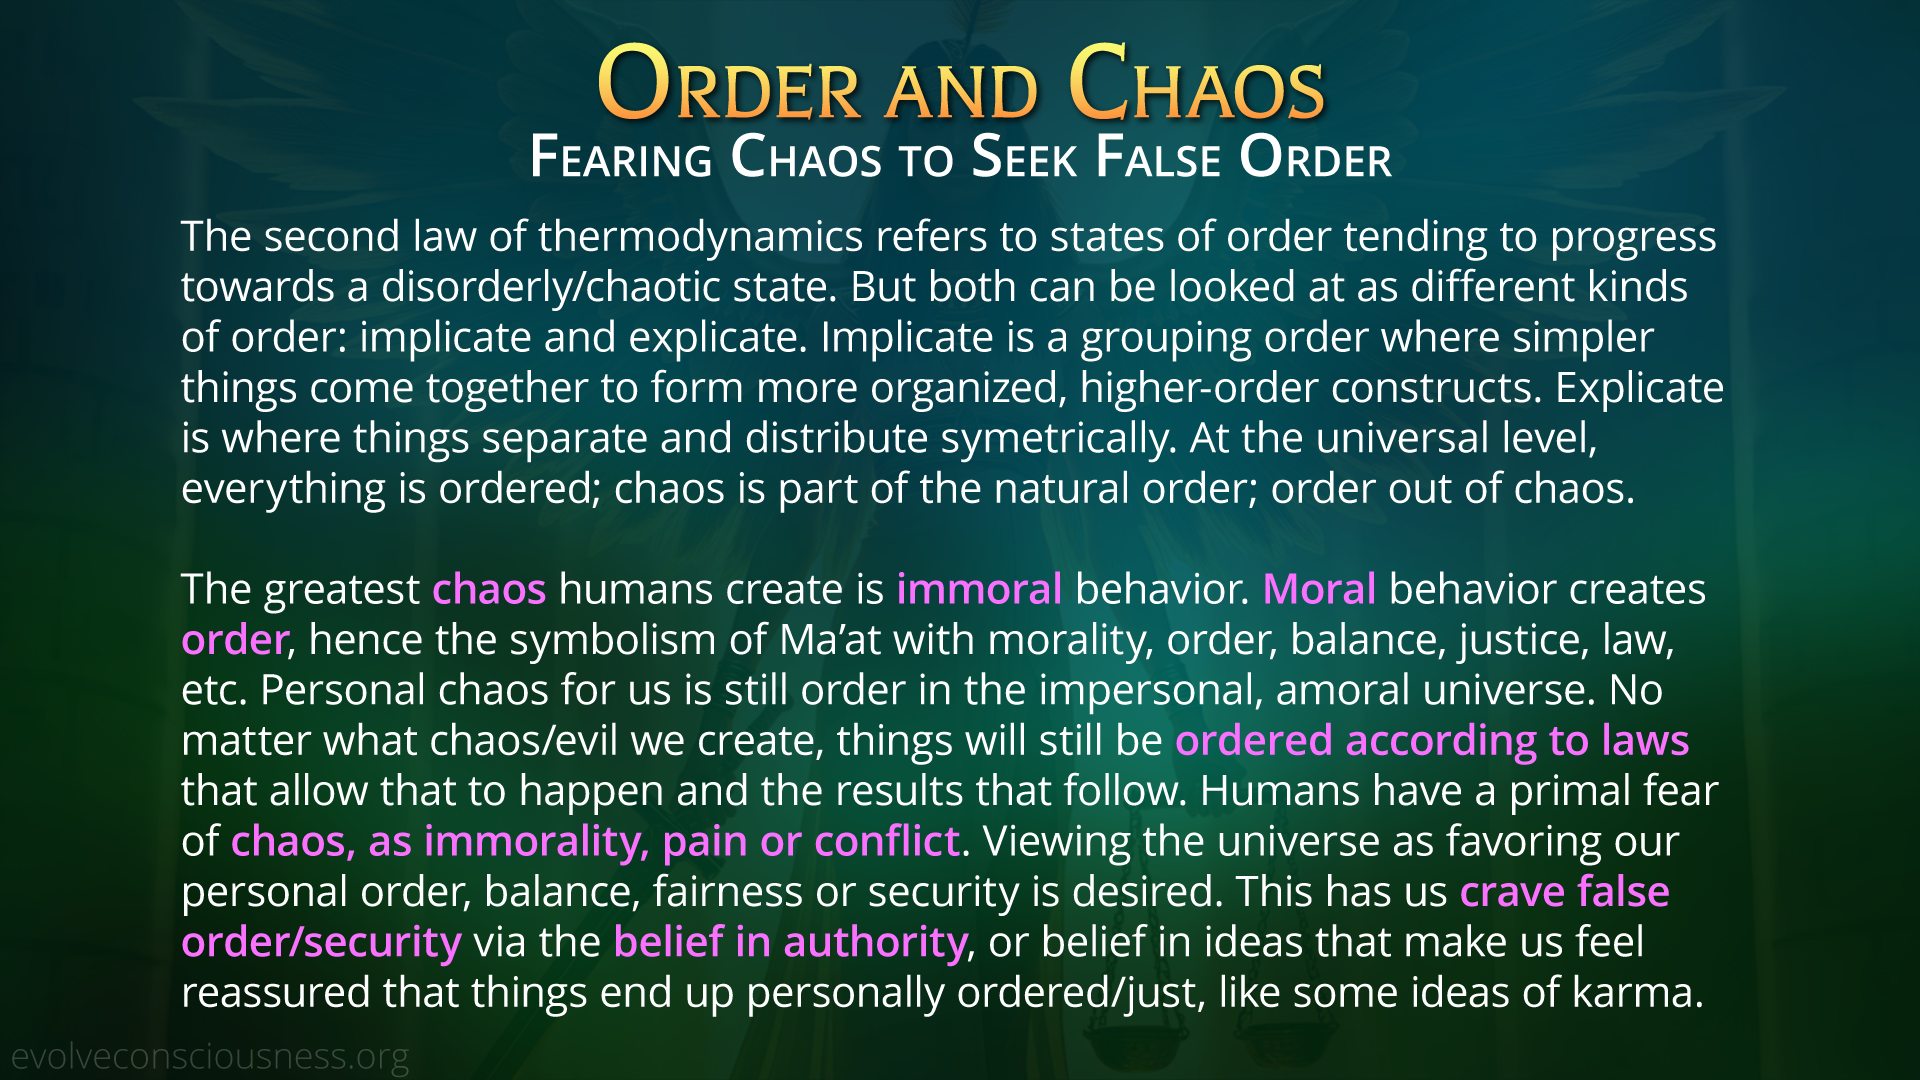 Order and Chaos
Fearing Chaos to Seek False Order
The second law of thermodynamics refers to states of order tending to progress
towards a disorderly/chaotic state. But both can be looked at as different kinds
of order: implicate and explicate. Implicate is a grouping order where simpler
things come together to form more organized, higher-order constructs. Explicate
is where things separate and distribute symetrically. At the universal level,
everything is ordered; chaos is part of the natural order; order out of chaos.
The greatest chaos humans create is immoral behavior. Moral behavior creates
order, hence the symbolism of Ma’at with morality, order, balance, justice, law,
etc. Personal chaos for us is still order in the impersonal, amoral universe. No
matter what chaos/evil we create, things will still be ordered according to laws
that allow that to happen and the results that follow. Humans have a primal fear
of chaos, as immorality, pain or conflict. Viewing the universe as favoring our
personal order, balance, fairness or security is desired. This has us crave false
order/security via the belief in authority, or belief in ideas that make us feel
reassured that things end up personally ordered/just, like some ideas of karma.
evolveconsciousness.org